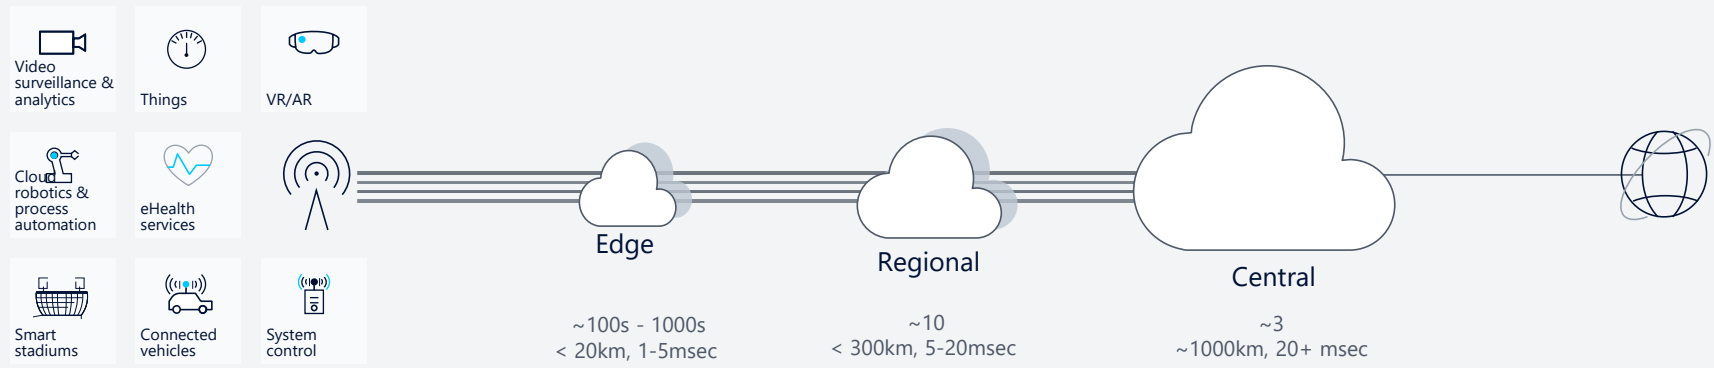 Video
surveillance &
analytics
Things
VR/AR
Cloud
robotics &
process
automation
eHealth
services
Smart
stadiums
Connected
vehicles
System
control
Edge
~100s - 1000s
< 20km, 1-5msec
Regional
~10
< 300km, 5-20msec
Central
~3
~1000km, 20+ msec